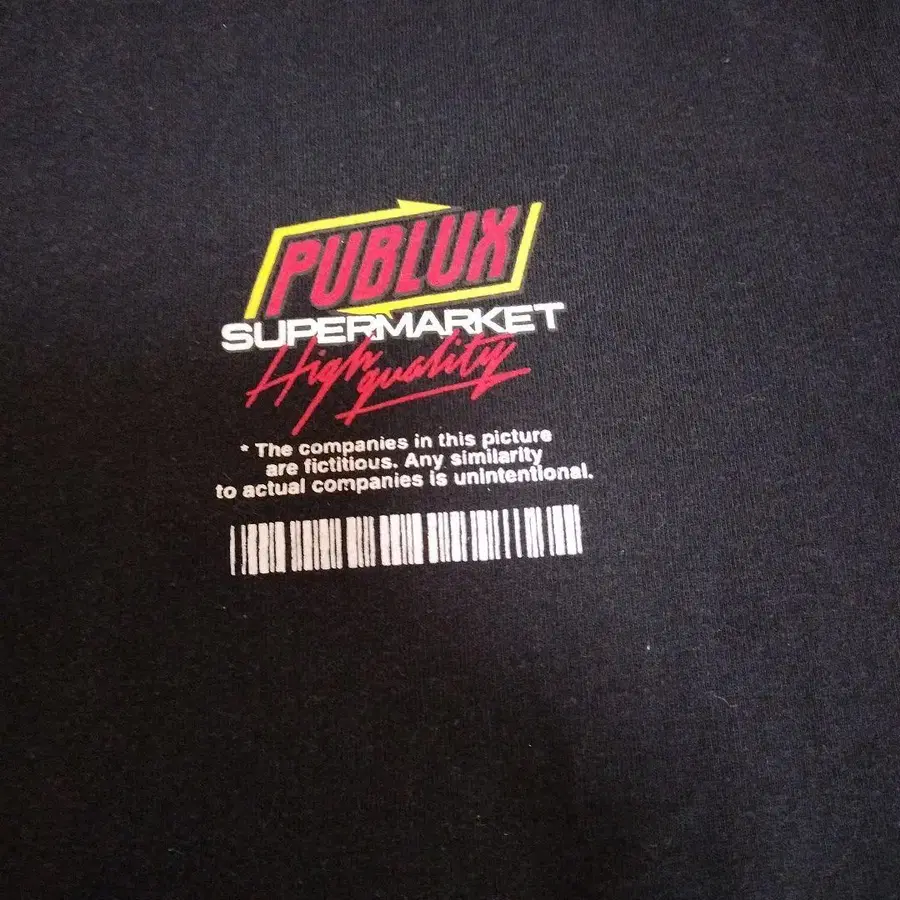 PUBLUX
SUPERMARKET
High quality
* The companies in this picture
are fictitious. Any similarity
to actual companies is unintentional.